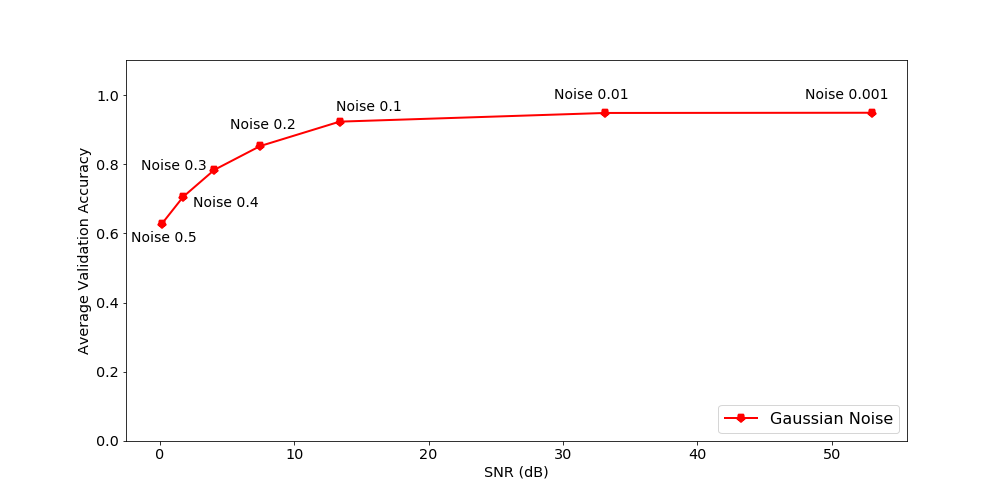 1.0
0.8
0.6
0.4
0.2
0.0
Average Validation Accuracy
Noise 0.5
Noise 0.4
Noise 0.3
Noise 0.2
Noise 0.1
Noise 0.01
Noise 0.001
Gaussian Noise
0 10 20 30 40 50
SNR (dB)